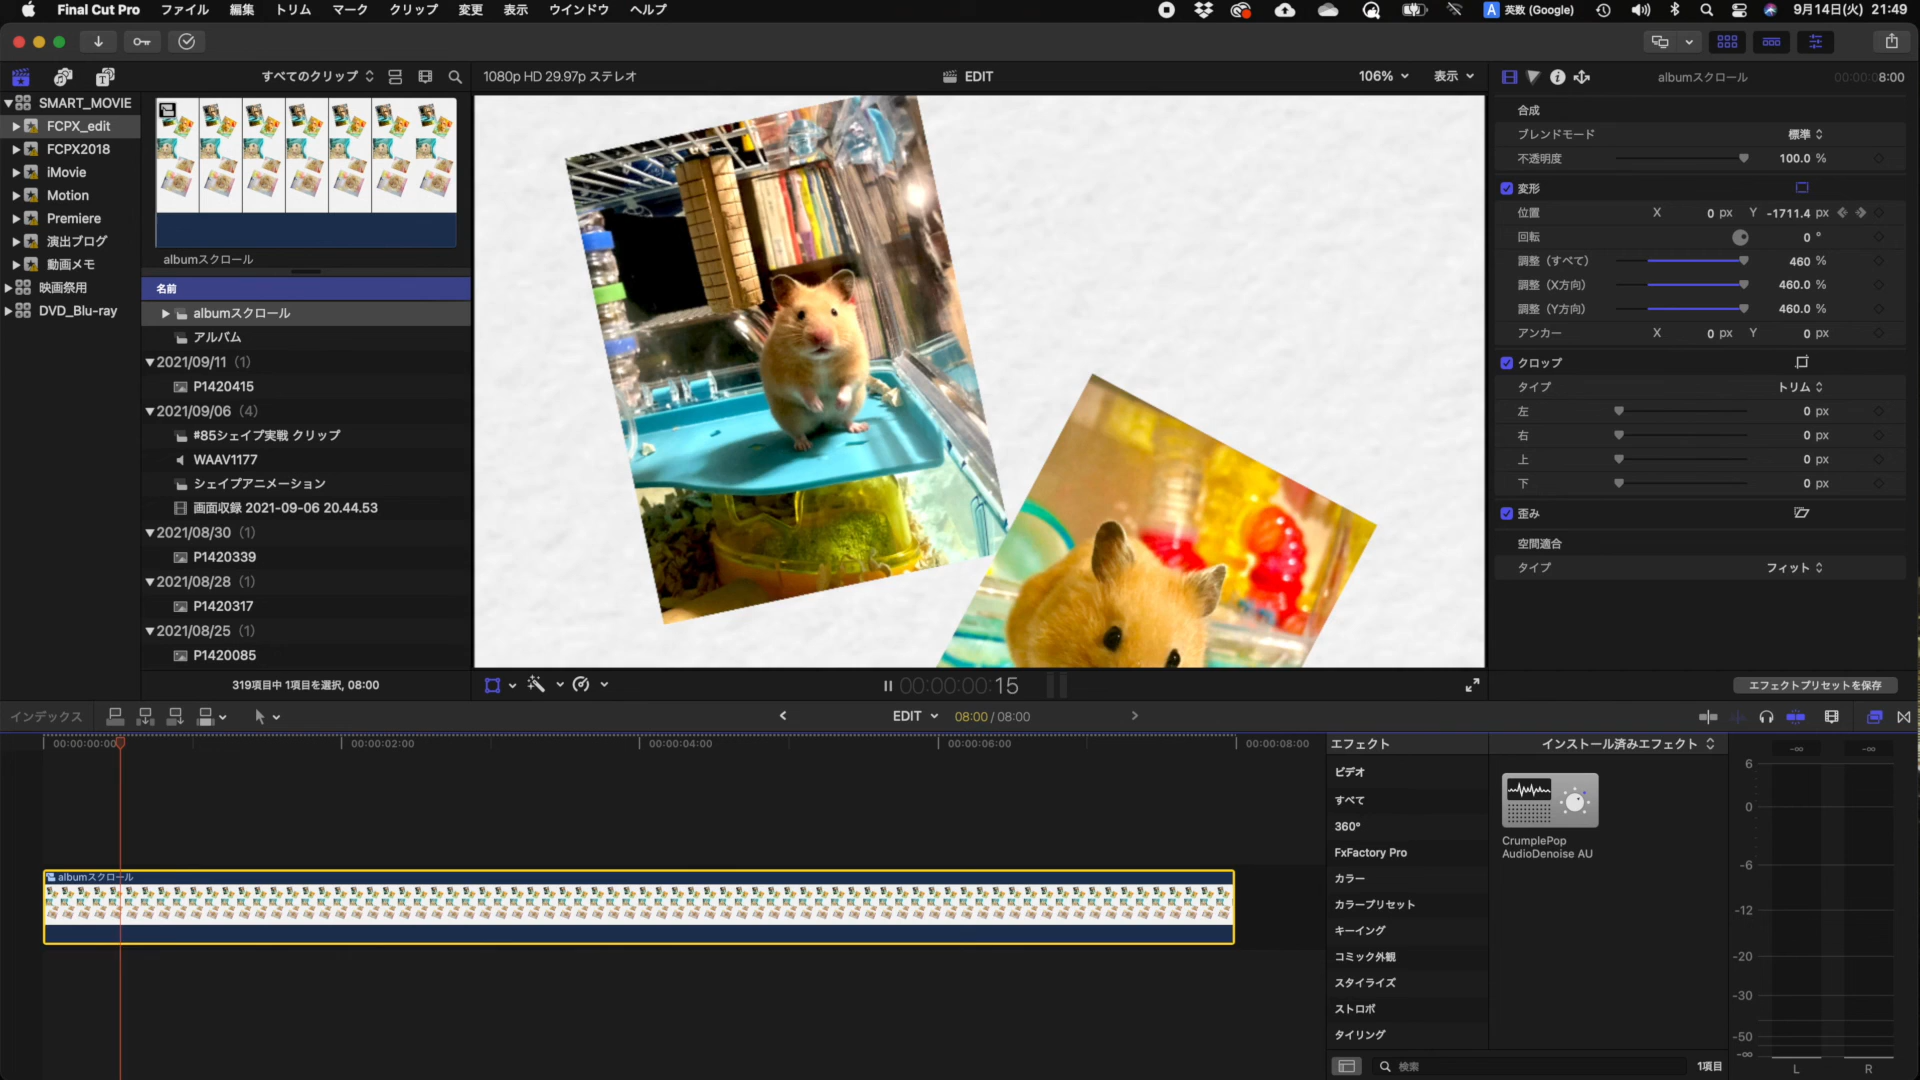 Final Cut Pro ファイル 編集 トリム マーク クリップ 変更 表示 ウインドウ ヘルプ
A 英数 (Google) 9月14日(火) 21:49
すべてのクリップ
1080p HD 29.97p ステレオ
EDIT
106%
表示
albumスクロール
00:00:08:00
SMART_MOVIE
FCPX_edit
FCPX2018
iMovie
Motion
Premiere
演出ブログ
動画メモ
映画祭用
DVD_Blu-ray
albumスクロール
名前
albumスクロール
アルバム
2021/09/11 (1)
P1420415
2021/09/06 (4)
#85シェイプ実戦 クリップ
WAAV1177
シェイプアニメーション
画面収録 2021-09-06 20.44.53
2021/08/30 (1)
P1420339
2021/08/28 (1)
P1420317
2021/08/25 (1)
P1420085
319項目中 1項目を選択, 08:00
00:00:00:15
合成
ブレンドモード 標準
不透明度 100.0 %
変形
位置 X 0 px Y -1711.4 px
回転 0 °
調整（すべて） 460 %
調整（X方向） 460.0 %
調整（Y方向） 460.0 %
アンカー X 0 px Y 0 px
クロップ
タイプ トリム
左 0 px
右 0 px
上 0 px
下 0 px
歪み
空間適合
タイプ フィット
エフェクトプリセットを保存
インデックス
EDIT 08:00 / 08:00
00:00:00:00 00:00:02:00 00:00:04:00 00:00:06:00 00:00:08:00
albumスクロール
エフェクト
インストール済みエフェクト
ビデオ
すべて
360°
FxFactory Pro
カラー
カラープリセット
キーイング
コミック外観
スタイライズ
ストロボ
タイリング
CrumplePop
AudioDenoise AU
検索
1項目
-∞ -∞
6
0
-6
-12
-20
-30
-50
-∞
L R